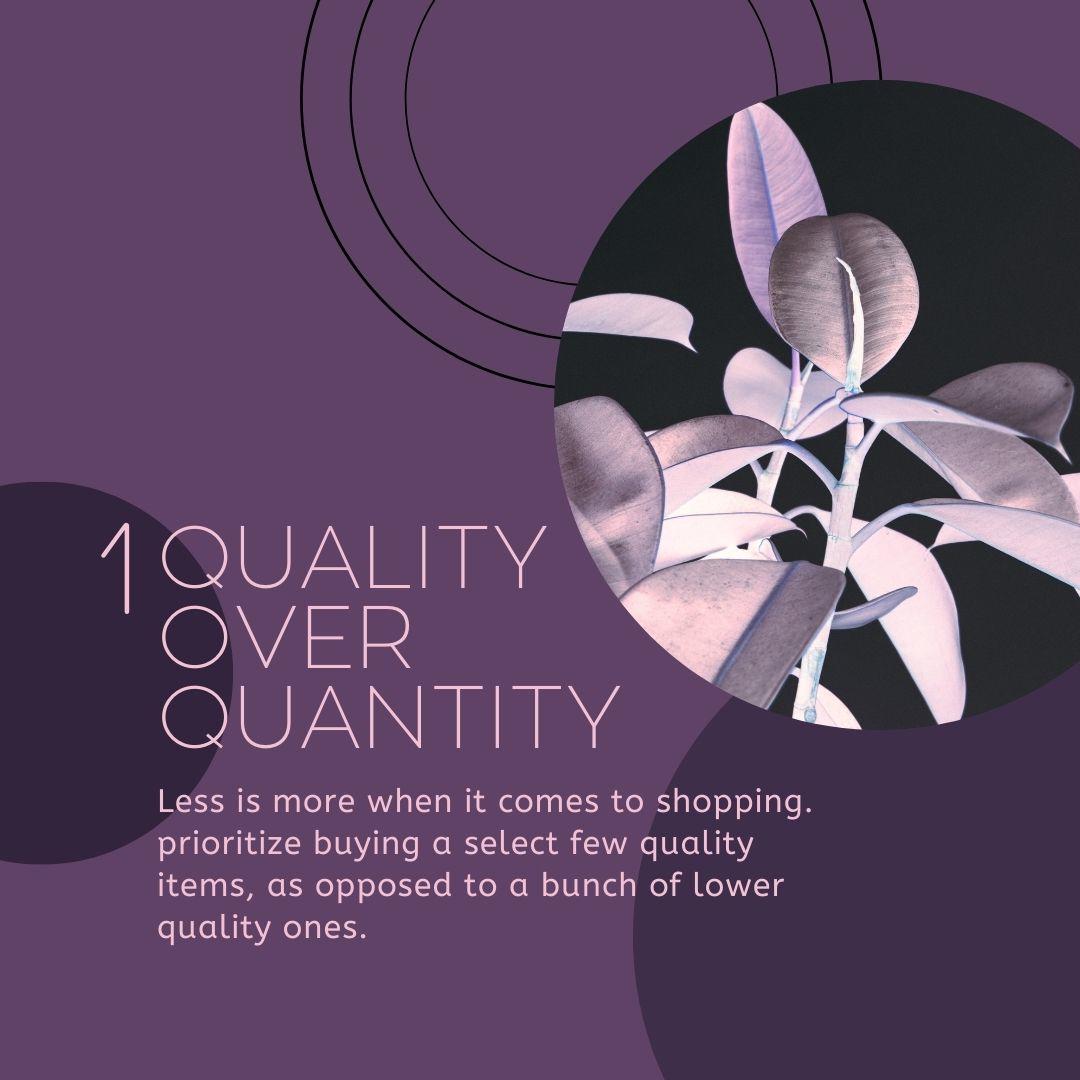 1 QUALITY
OVER
QUANTITY
Less is more when it comes to shopping.
prioritize buying a select few quality
items, as opposed to a bunch of lower
quality ones.